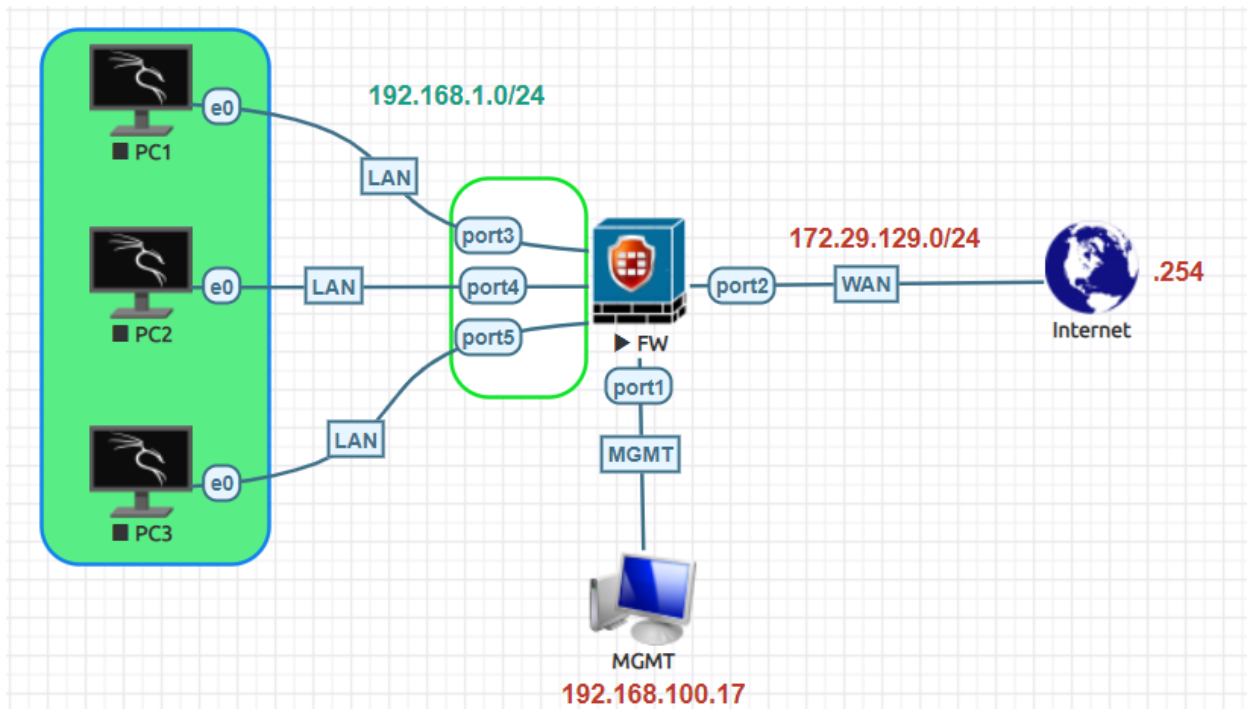 e0
PC1
192.168.1.0/24
LAN
port3
e0
LAN
port4
PC2
port5
LAN
e0
PC3
FW
port2
172.29.129.0/24
WAN
.254
Internet
port1
MGMT
MGMT
192.168.100.17